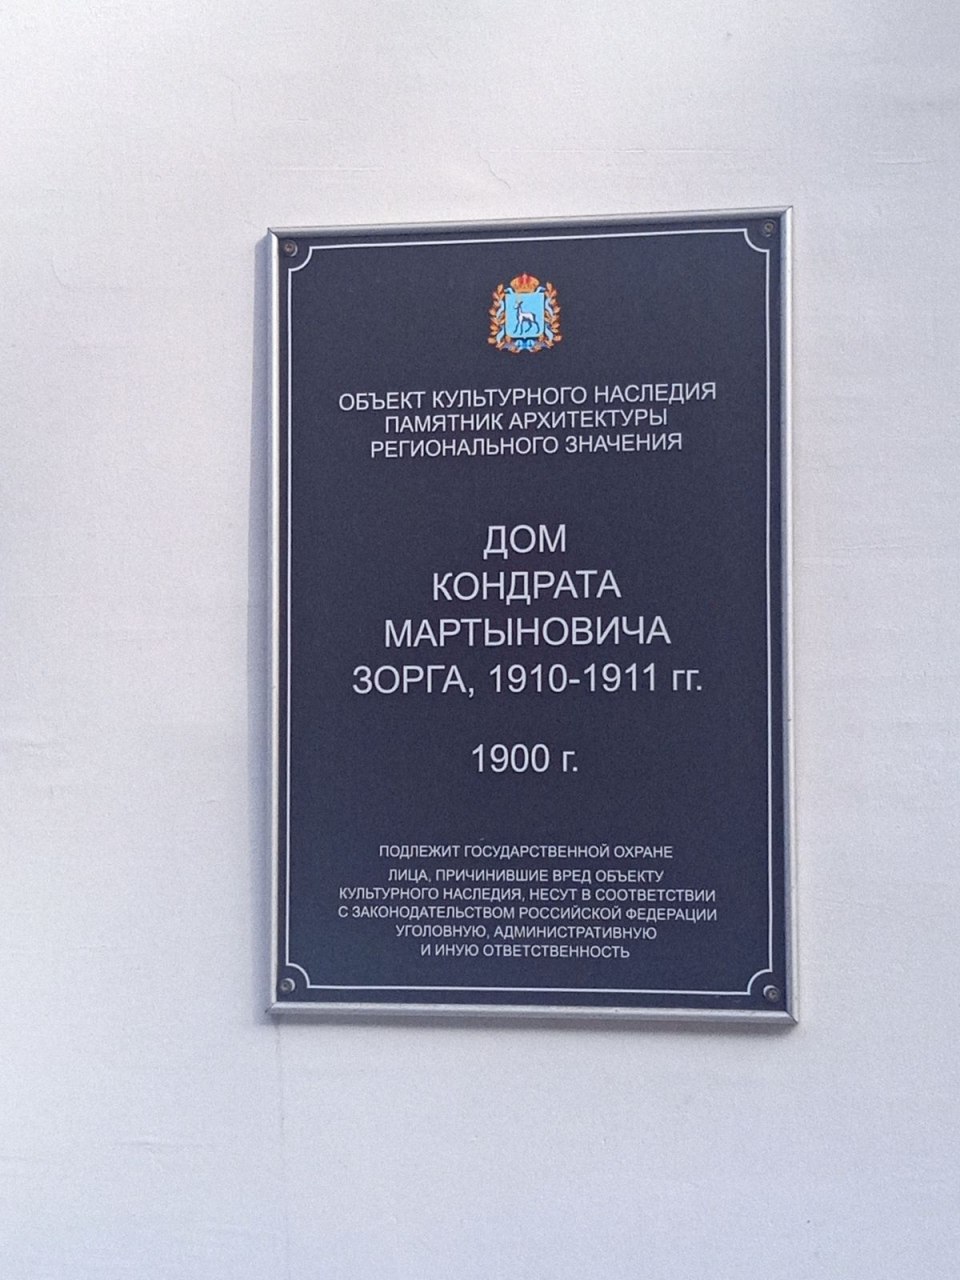 ОБЪЕКТ КУЛЬТУРНОГО НАСЛЕДИЯ
ПАМЯТНИК АРХИТЕКТУРЫ
РЕГИОНАЛЬНОГО ЗНАЧЕНИЯ
ДОМ
КОНДРАТА
МАРТЫНОВИЧА
ЗОРГА, 1910-1911 гг.
1900 г.
ПОДЛЕЖИТ ГОСУДАРСТВЕННОЙ ОХРАНЕ
ЛИЦА, ПРИЧИНИВШИЕ ВРЕД ОБЪЕКТУ
КУЛЬТУРНОГО НАСЛЕДИЯ, НЕСУТ В СООТВЕТСТВИИ
С ЗАКОНОДАТЕЛЬСТВОМ РОССИЙСКОЙ ФЕДЕРАЦИИ
УГОЛОВНУЮ, АДМИНИСТРАТИВНУЮ
И ИНУЮ ОТВЕТСТВЕННОСТЬ